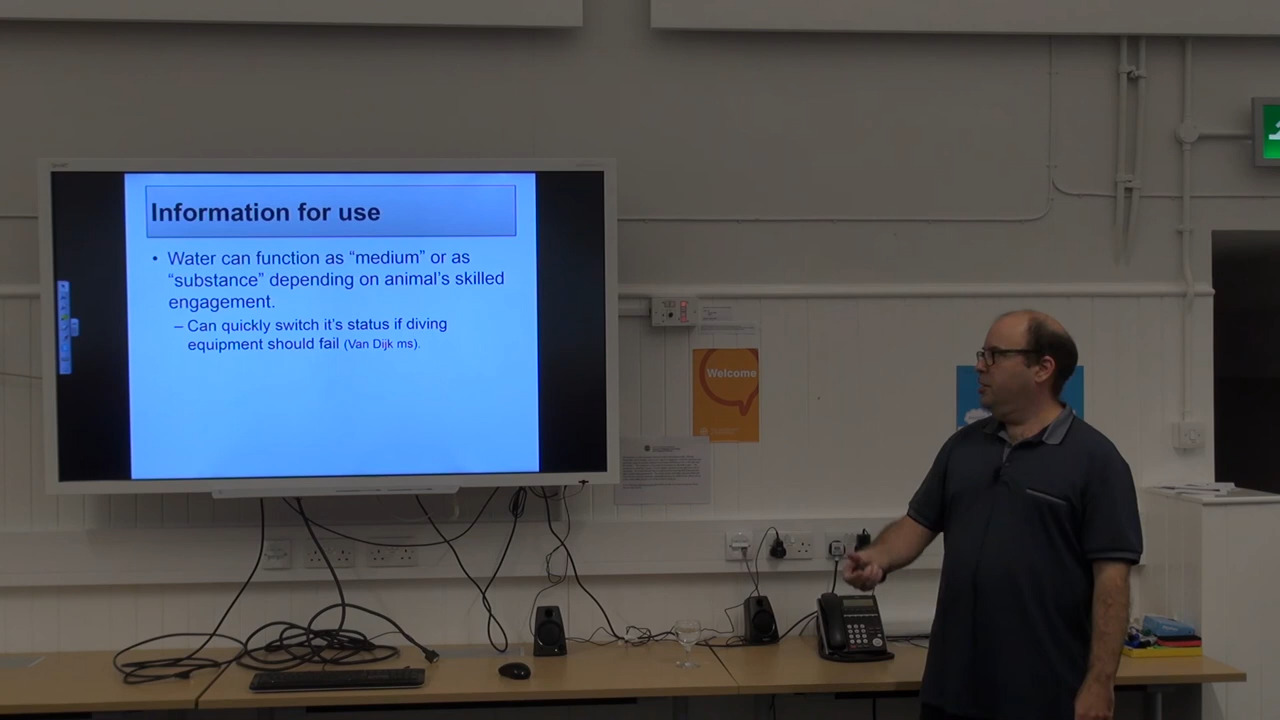 Information for use
• Water can function as “medium” or as
“substance” depending on animal’s skilled
engagement.
– Can quickly switch it’s status if diving
equipment should fail (Van Dijk ms).
Welcome